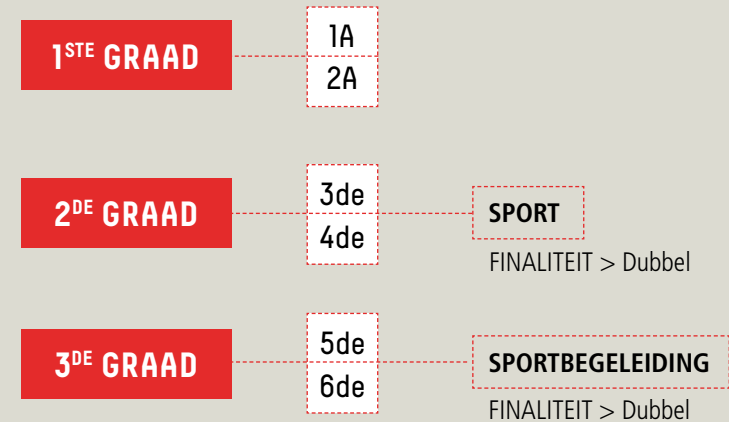 1STE GRAAD
1A
2A
2DE GRAAD
3de
4de
SPORT
FINALITEIT > Dubbel
3DE GRAAD
5de
6de
SPORTBEGELEIDING
FINALITEIT > Dubbel